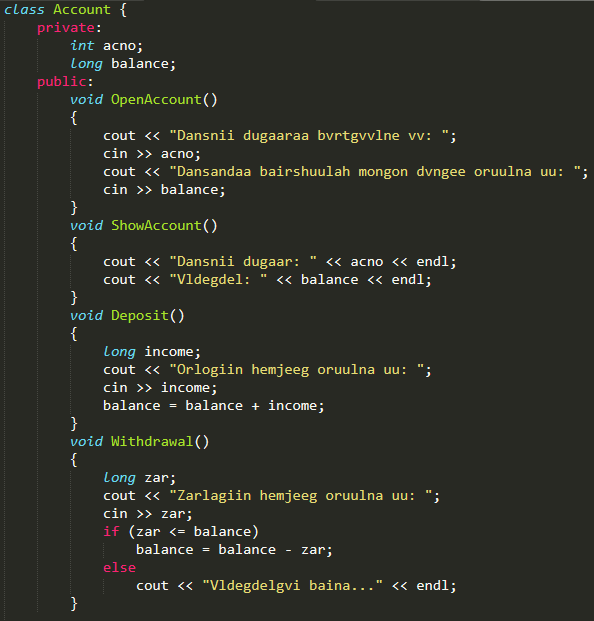 class Account {
    private:
        int acno;
        long balance;
    public:
        void OpenAccount()
        {
            cout << "Dansnii dugaaraa bvrtgvvlne vv: ";
            cin >> acno;
            cout << "Dansandaa bairshuulah mongon dvngee oruulna uu: ";
            cin >> balance;
        }
        void ShowAccount()
        {
            cout << "Dansnii dugaar: " << acno << endl;
            cout << "Vldegdel: " << balance << endl;
        }
        void Deposit()
        {
            long income;
            cout << "Orlogiin hemjeeg oruulna uu: ";
            cin >> income;
            balance = balance + income;
        }
        void Withdrawal()
        {
            long zar;
            cout << "Zarlagiin hemjeeg oruulna uu: ";
            cin >> zar;
            if (zar <= balance)
                balance = balance - zar;
            else
                cout << "Vldegdelgvi baina..." << endl;
        }